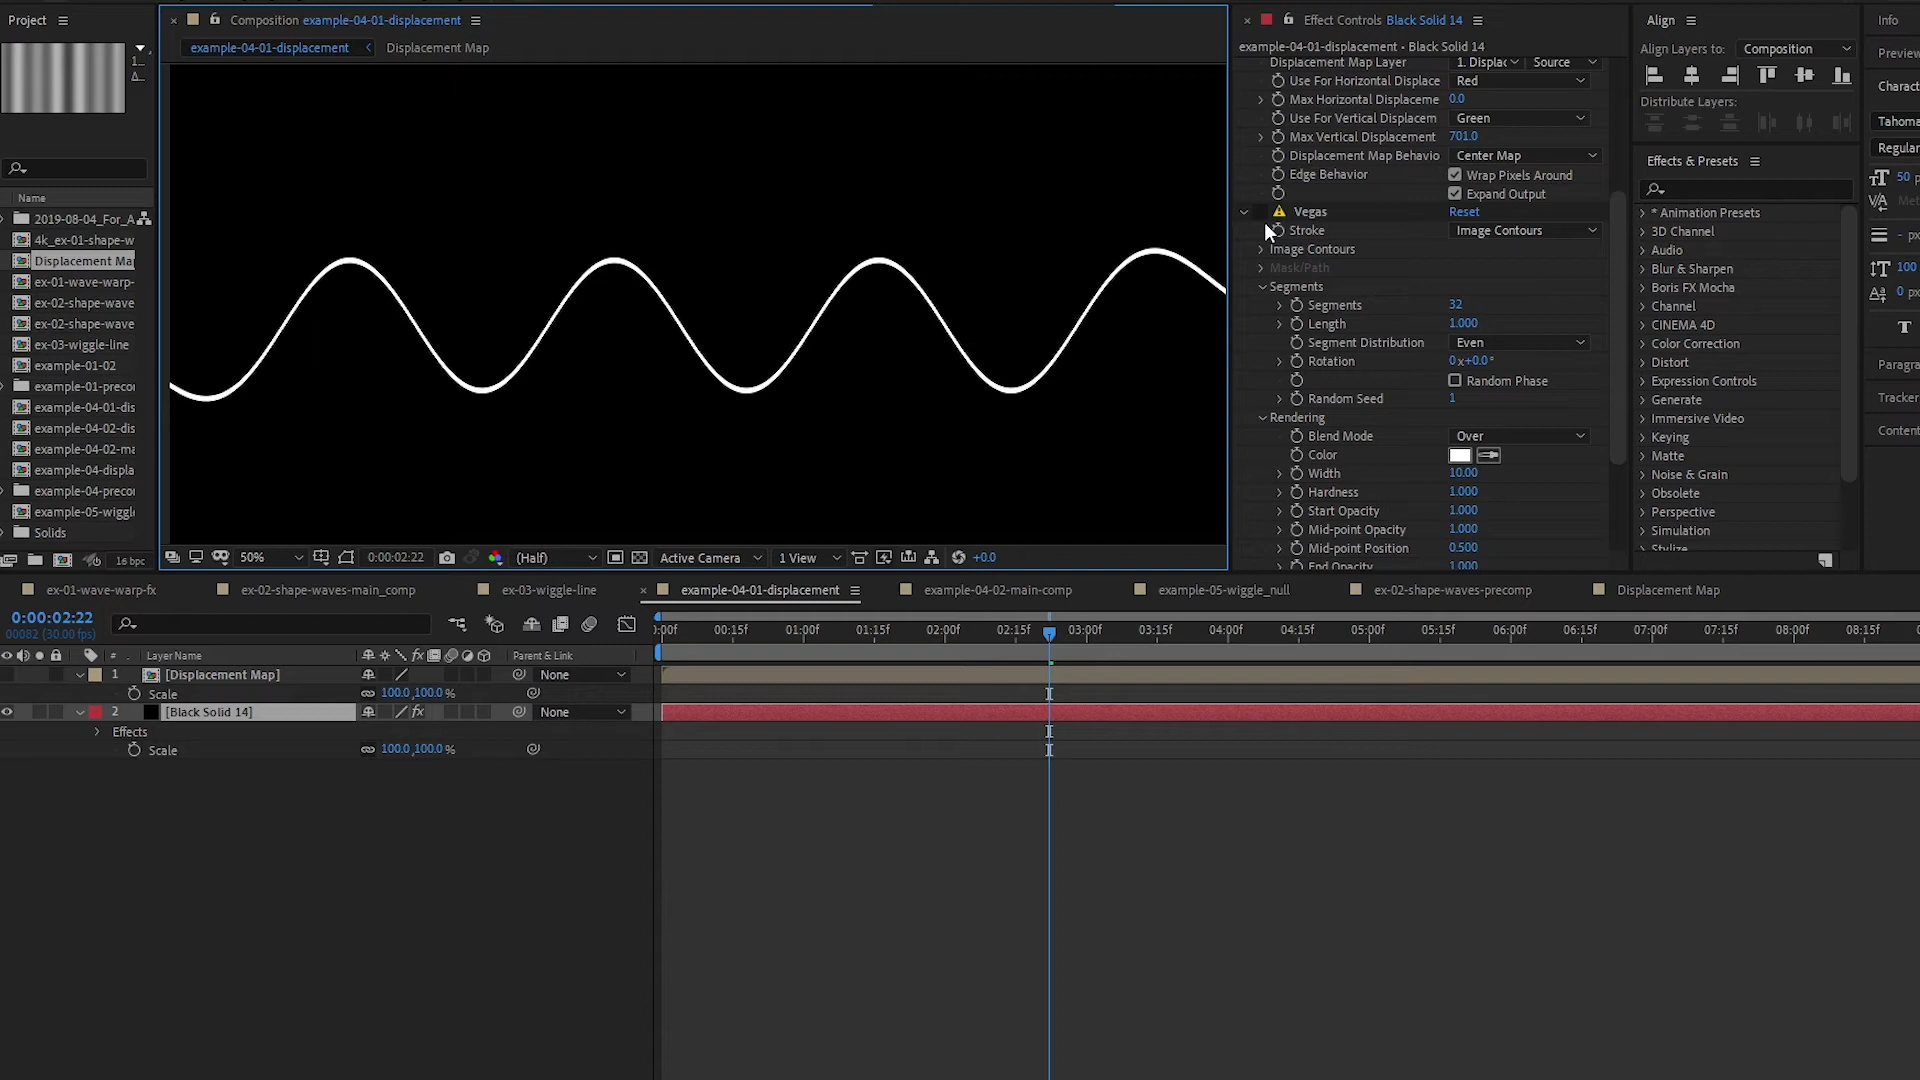 Project
Composition example-04-01-displacement
Effect Controls Black Solid 14
Align
Info
example-04-01-displacement
Displacement Map
example-04-01-displacement • Black Solid 14
Align Layers to:
Composition
Preview
Displacement Map Layer
1. Displac
Source
Use For Horizontal Displace
Red
Max Horizontal Displaceme
0.0
Use For Vertical Displacem
Green
Max Vertical Displacement
701.0
Displacement Map Behavio
Center Map
Edge Behavior
Wrap Pixels Around
Expand Output
Vegas
Reset
Stroke
Image Contours
Image Contours
Mask/Path
Segments
Segments
32
Length
1.000
Segment Distribution
Even
Rotation
0x+0.0°
Random Phase
Random Seed
1
Rendering
Blend Mode
Over
Color
Width
10.00
Hardness
1.000
Start Opacity
1.000
Mid-point Opacity
1.000
Mid-point Position
0.500
End Opacity
1.000
Distribute Layers:
Effects & Presets
* Animation Presets
3D Channel
Audio
Blur & Sharpen
Boris FX Mocha
Channel
CINEMA 4D
Color Correction
Distort
Expression Controls
Generate
Immersive Video
Keying
Matte
Noise & Grain
Obsolete
Perspective
Simulation
Stylize
Charact
Tahoma
Regular
50 p
Met
- px
100
0 px
T
Paragra
Tracker
Content
Name
2019-08-04_For_A
4k_ex-01-shape-w
Displacement Map
ex-01-wave-warp-
ex-02-shape-wave
ex-02-shape-wave
ex-03-wiggle-line
example-01-02
example-01-precor
example-04-01-dis
example-04-02-dis
example-04-02-ma
example-04-displa
example-04-precor
example-05-wiggl
Solids
16 bpc
50%
0:00:02:22
(Half)
Active Camera
1 View
+0.0
ex-01-wave-warp-fx
ex-02-shape-waves-main_comp
ex-03-wiggle-line
example-04-01-displacement
example-04-02-main-comp
example-05-wiggle_null
ex-02-shape-waves-precomp
Displacement Map
0:00:02:22
00082 (30.00 fps)
):00f
00:15f
01:00f
01:15f
02:00f
02:15f
03:00f
03:15f
04:00f
04:15f
05:00f
05:15f
06:00f
06:15f
07:00f
07:15f
08:00f
08:15f
#
Layer Name
Parent & Link
1
[Displacement Map]
None
Scale
100.0,100.0 %
2
[Black Solid 14]
fx
None
Effects
Scale
100.0,100.0 %